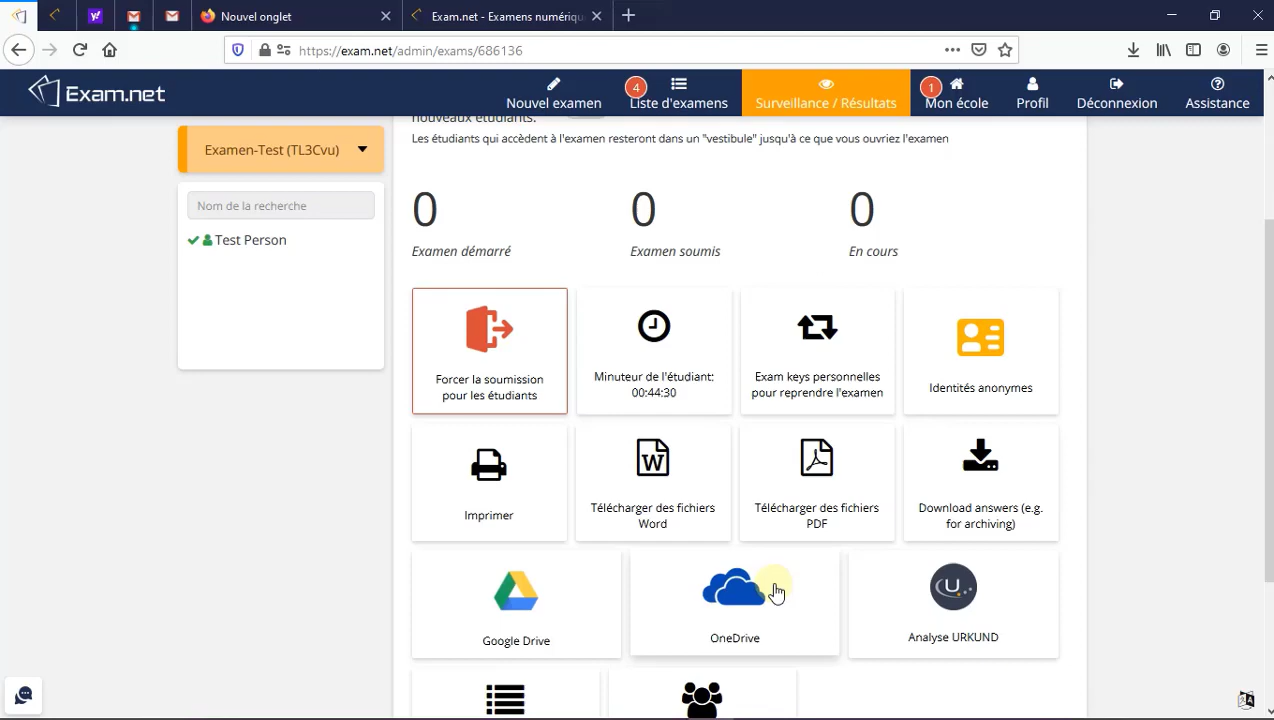 Nouvel onglet
Exam.net - Examens numériqu
https://exam.net/admin/exams/686136
Exam.net
Nouvel examen
4
Liste d'examens
Surveillance / Résultats
1
Mon école
Profil
Déconnexion
Assistance
nouveaux étudiants.
Les étudiants qui accèdent à l'examen resteront dans un "vestibule" jusqu'à ce que vous ouvriez l'examen
Examen-Test (TL3Cvu)
Nom de la recherche
Test Person
0
0
0
Examen démarré
Examen soumis
En cours
Forcer la soumission
pour les étudiants
Minuteur de l'étudiant:
00:44:30
Exam keys personnelles
pour reprendre l'examen
Identités anonymes
Imprimer
W
Télécharger des fichiers
Word
Télécharger des fichiers
PDF
Download answers (e.g.
for archiving)
Google Drive
OneDrive
U.
Analyse URKUND